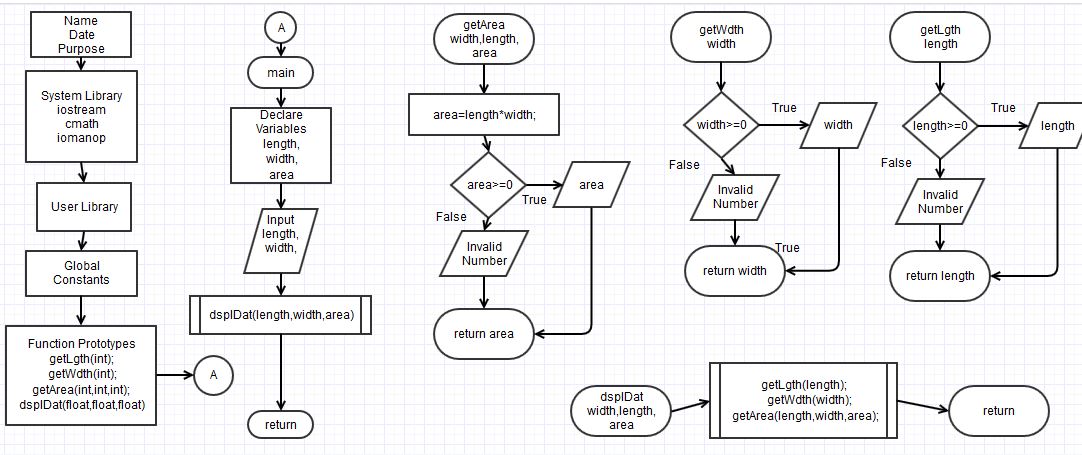 Name
Date
Purpose
System Library
iostream
cmath
iomanop
User Library
Global
Constants
Function Prototypes
getLgth(int);
getWdth(int);
getArea(int,int,int);
dsplDat(float,float,float)
A
A
main
Declare
Variables
length,
width,
area
Input
length,
width,
dsplDat(length,width,area)
return
getArea
width,length,
area
area=length*width;
area>=0
True
area
False
Invalid
Number
return area
getWdth
width
width>=0
True
width
False
Invalid
Number
True
return width
getLgth
length
length>=0
True
length
False
Invalid
Number
return length
dsplDat
width,length,
area
getLgth(length);
getWdth(width);
getArea(length,width,area);
return